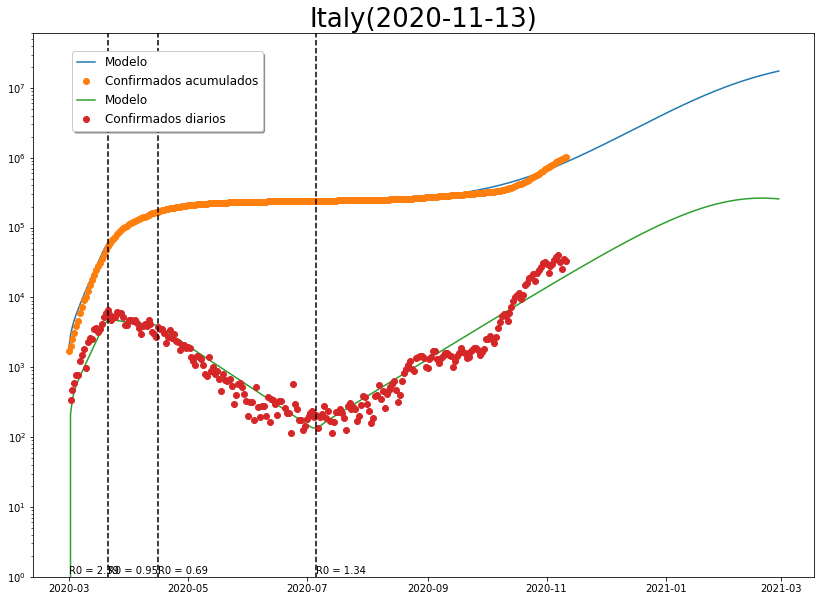 Italy(2020-11-13)
Modelo
Confirmados acumulados
Modelo
Confirmados diarios
10^7
10^6
10^5
10^4
10^3
10^2
10^1
10^0
R0 = 0.95
R0 = 0.69
R0 = 1.34
2020-03
2020-05
2020-07
2020-09
2020-11
2021-01
2021-03